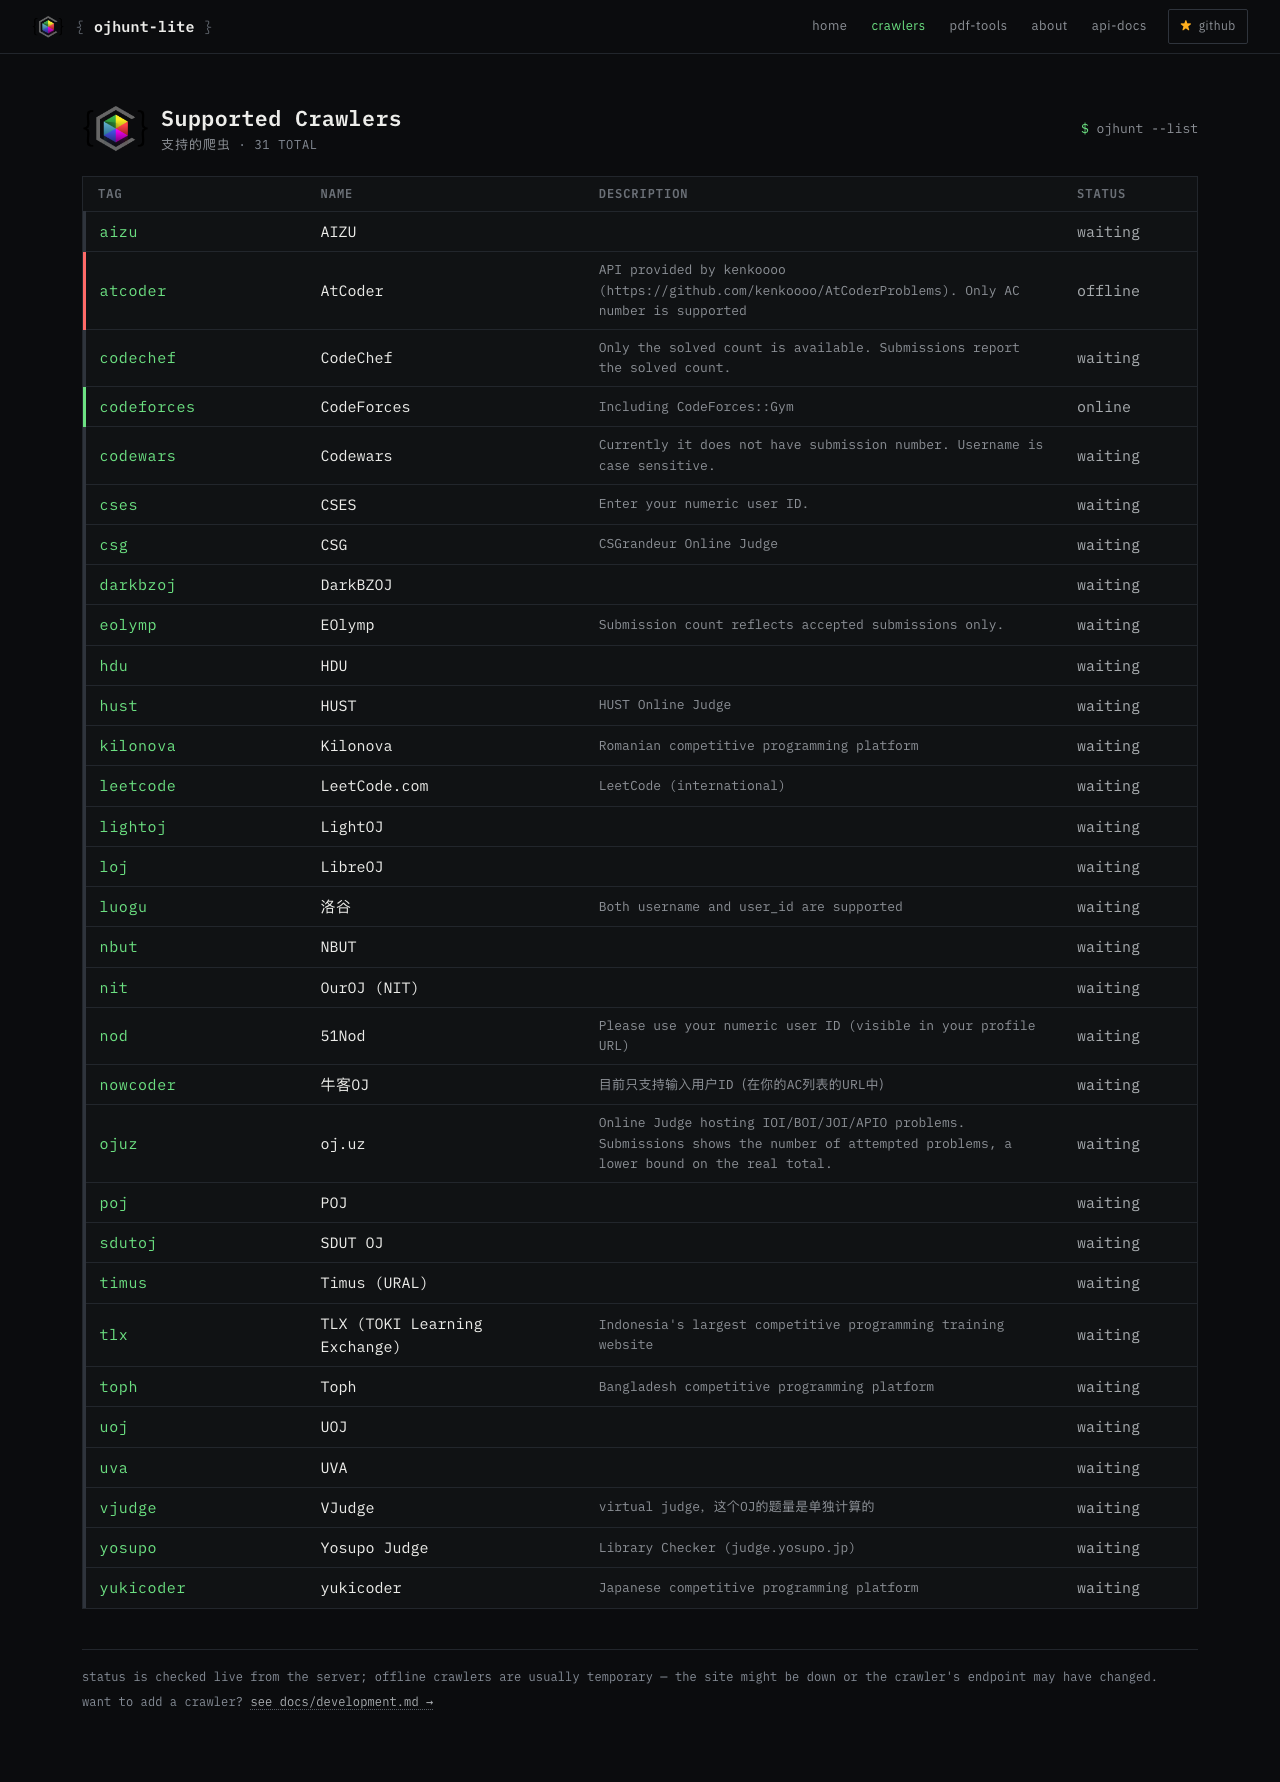 { ojhunt-lite }
home crawlers pdf-tools about api-docs github
Supported Crawlers
支持的爬虫 · 31 TOTAL
$ ojhunt --list
TAG NAME DESCRIPTION STATUS
aizu AIZU waiting
atcoder AtCoder API provided by kenkoooo
(https://github.com/kenkoooo/AtCoderProblems). Only AC
number is supported offline
codechef CodeChef Only the solved count is available. Submissions report
the solved count. waiting
codeforces CodeForces Including CodeForces::Gym online
codewars Codewars Currently it does not have submission number. Username is
case sensitive. waiting
cses CSES Enter your numeric user ID. waiting
csg CSG CSGrandeur Online Judge waiting
darkbzoj DarkBZOJ waiting
eolymp EOlymp Submission count reflects accepted submissions only. waiting
hdu HDU waiting
hust HUST HUST Online Judge waiting
kilonova Kilonova Romanian competitive programming platform waiting
leetcode LeetCode.com LeetCode (international) waiting
lightoj LightOJ waiting
loj LibreOJ waiting
luogu 洛谷 Both username and user_id are supported waiting
nbut NBUT waiting
nit OurOJ (NIT) waiting
nod 51Nod Please use your numeric user ID (visible in your profile
URL) waiting
nowcoder 牛客OJ 目前只支持输入用户ID（在你的AC列表的URL中） waiting
ojuz oj.uz Online Judge hosting IOI/BOI/JOI/APIO problems.
Submissions shows the number of attempted problems, a
lower bound on the real total. waiting
poj POJ waiting
sdutoj SDUT OJ waiting
timus Timus (URAL) waiting
tlx TLX (TOKI Learning
Exchange) Indonesia's largest competitive programming training
website waiting
toph Toph Bangladesh competitive programming platform waiting
uoj UOJ waiting
uva UVA waiting
vjudge VJudge virtual judge，这个OJ的题量是单独计算的 waiting
yosupo Yosupo Judge Library Checker (judge.yosupo.jp) waiting
yukicoder yukicoder Japanese competitive programming platform waiting
status is checked live from the server; offline crawlers are usually temporary — the site might be down or the crawler's endpoint may have changed.
want to add a crawler? see docs/development.md →